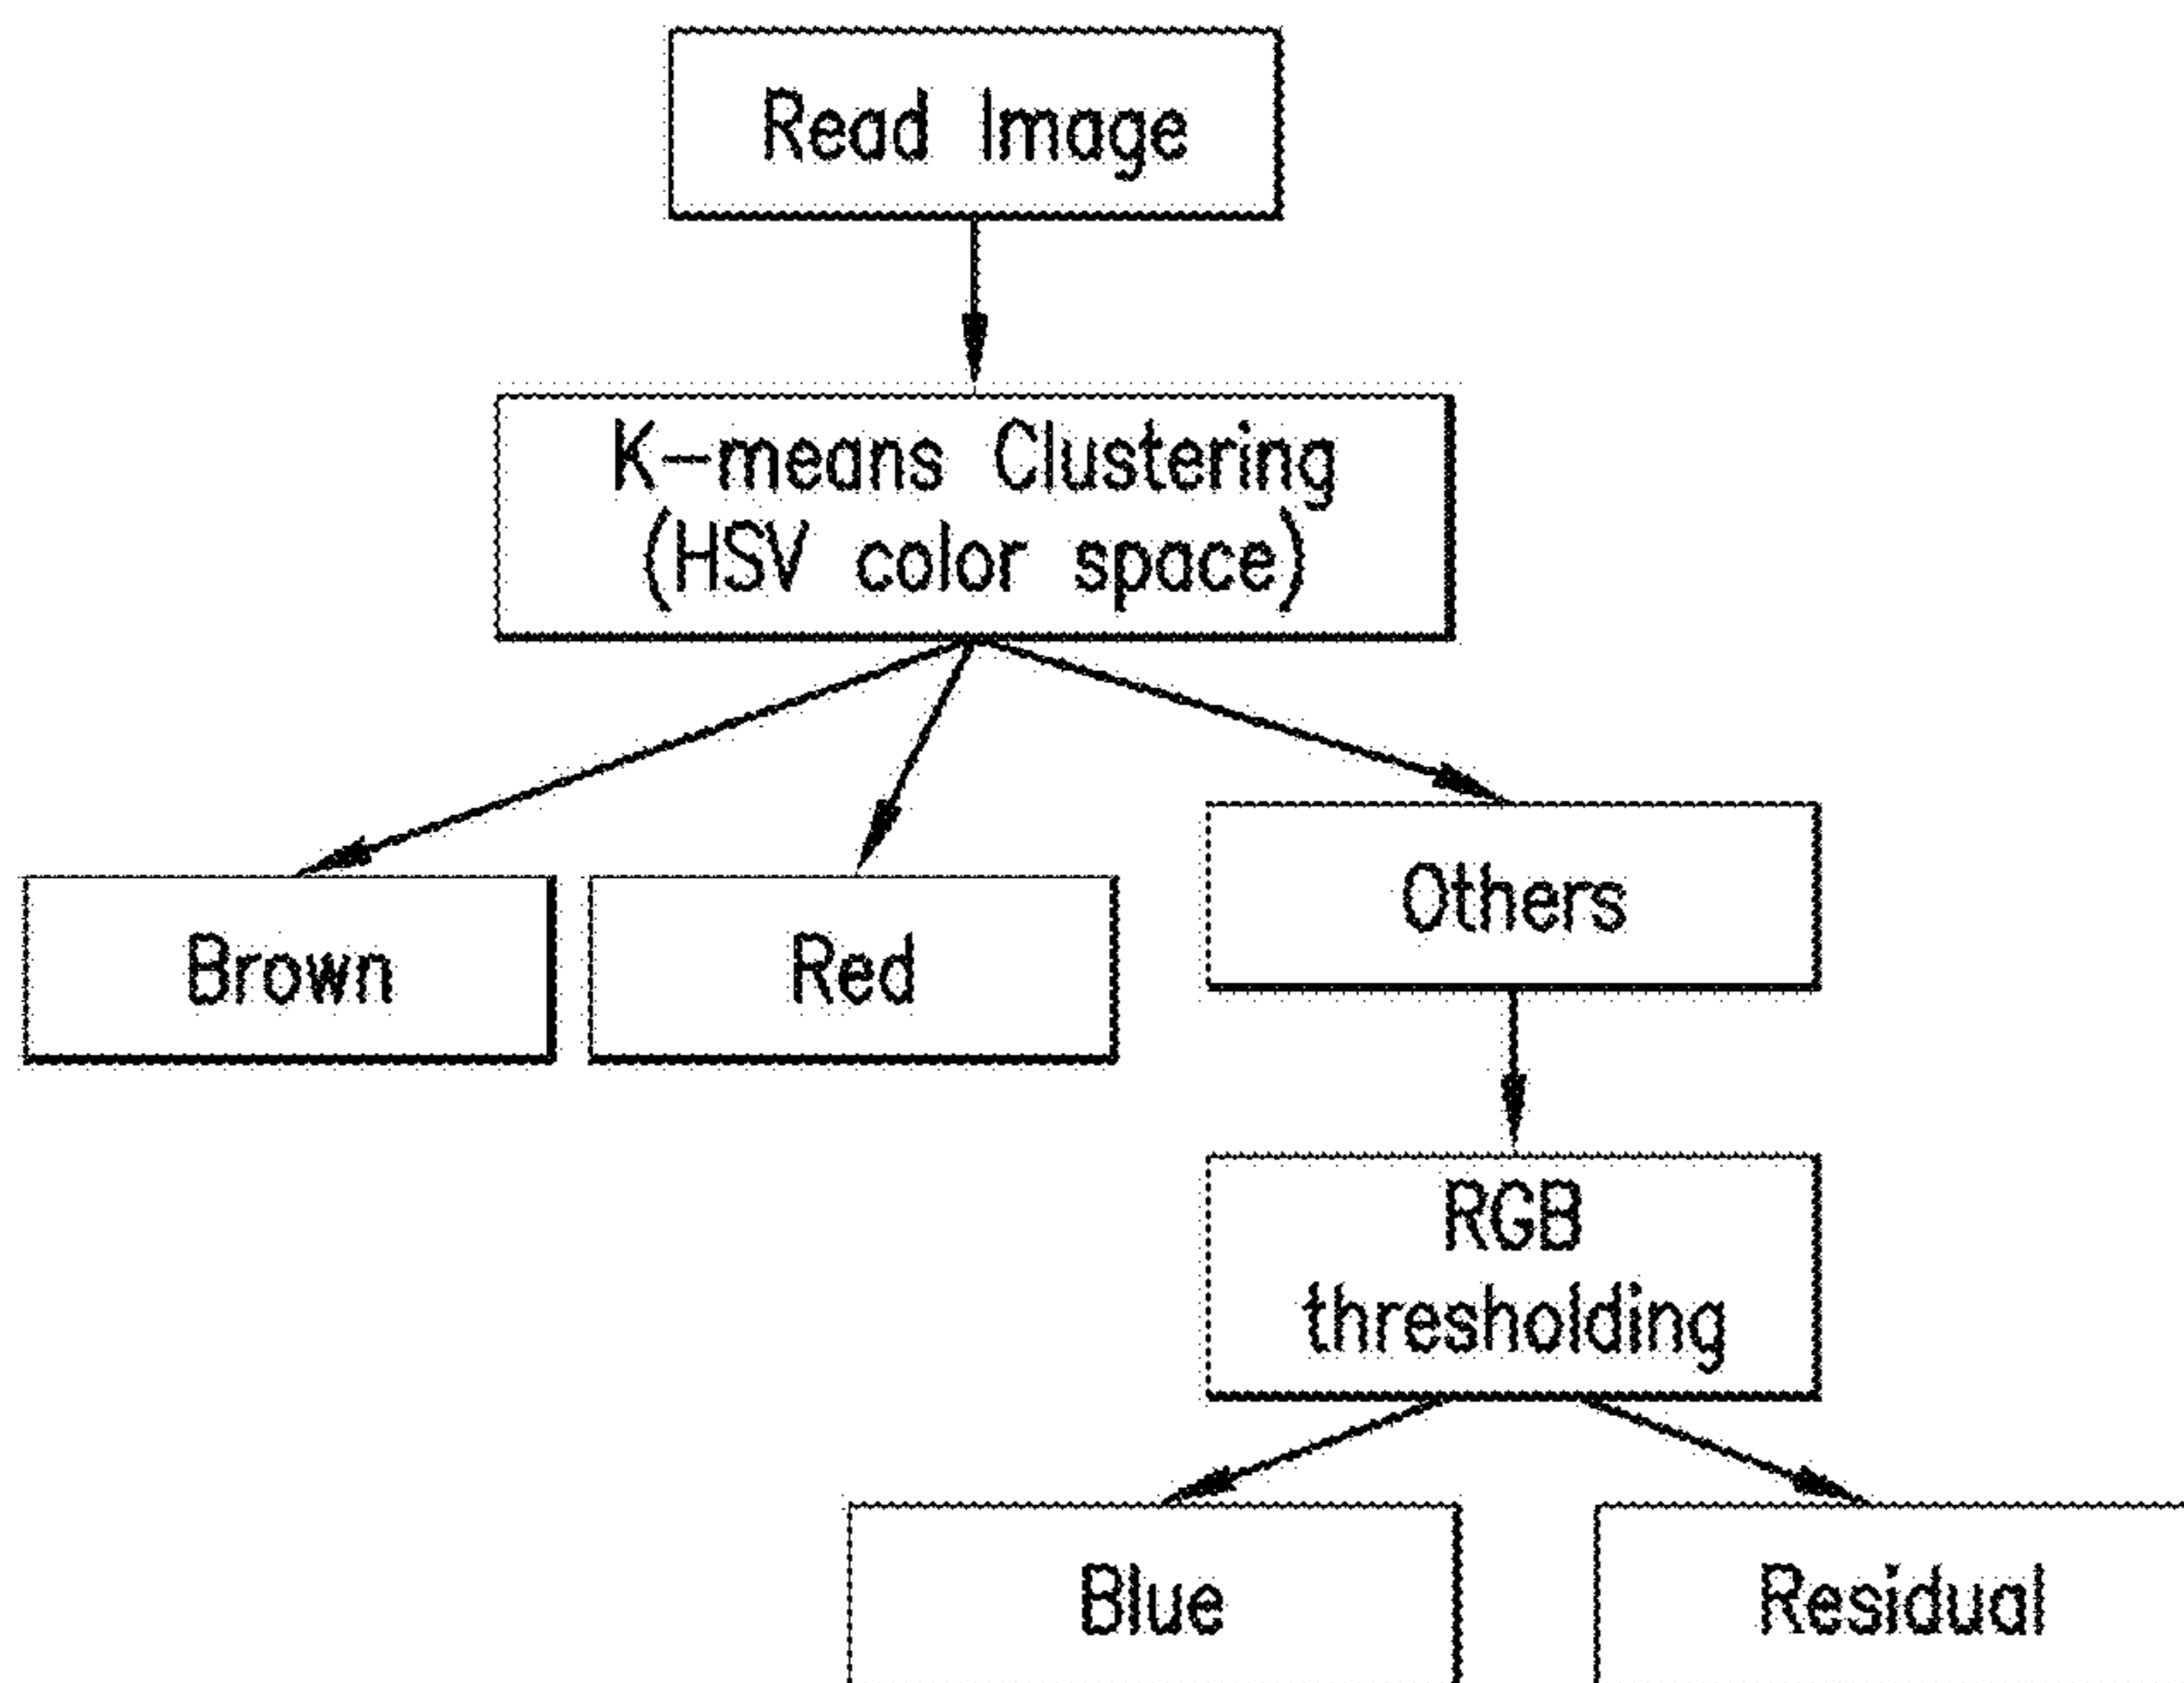 Read Image
K-means Clustering
(HSV color space)
Brown
Red
Others
RGB
thresholding
Blue
Residual